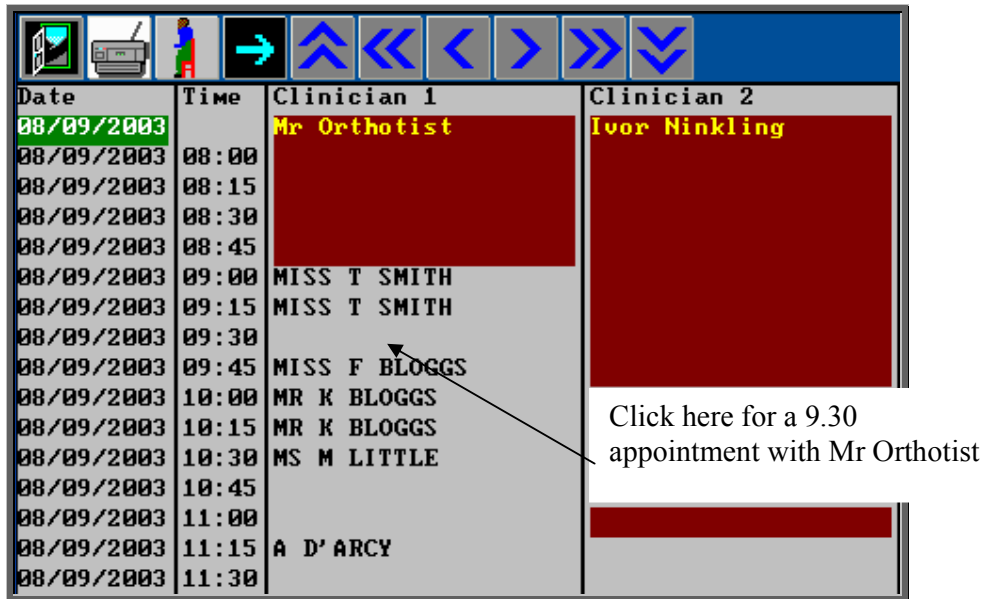 Date Time Clinician 1 Clinician 2
08/09/2003 Mr Orthotist Ivor Ninkling
08/09/2003 08:00
08/09/2003 08:15
08/09/2003 08:30
08/09/2003 08:45
08/09/2003 09:00 MISS T SMITH
08/09/2003 09:15 MISS T SMITH
08/09/2003 09:30
08/09/2003 09:45 MISS F BLOGGS
08/09/2003 10:00 MR K BLOGGS
08/09/2003 10:15 MR K BLOGGS
08/09/2003 10:30 MS M LITTLE
08/09/2003 10:45
08/09/2003 11:00
08/09/2003 11:15 A D'ARCY
08/09/2003 11:30
Click here for a 9.30
appointment with Mr Orthotist